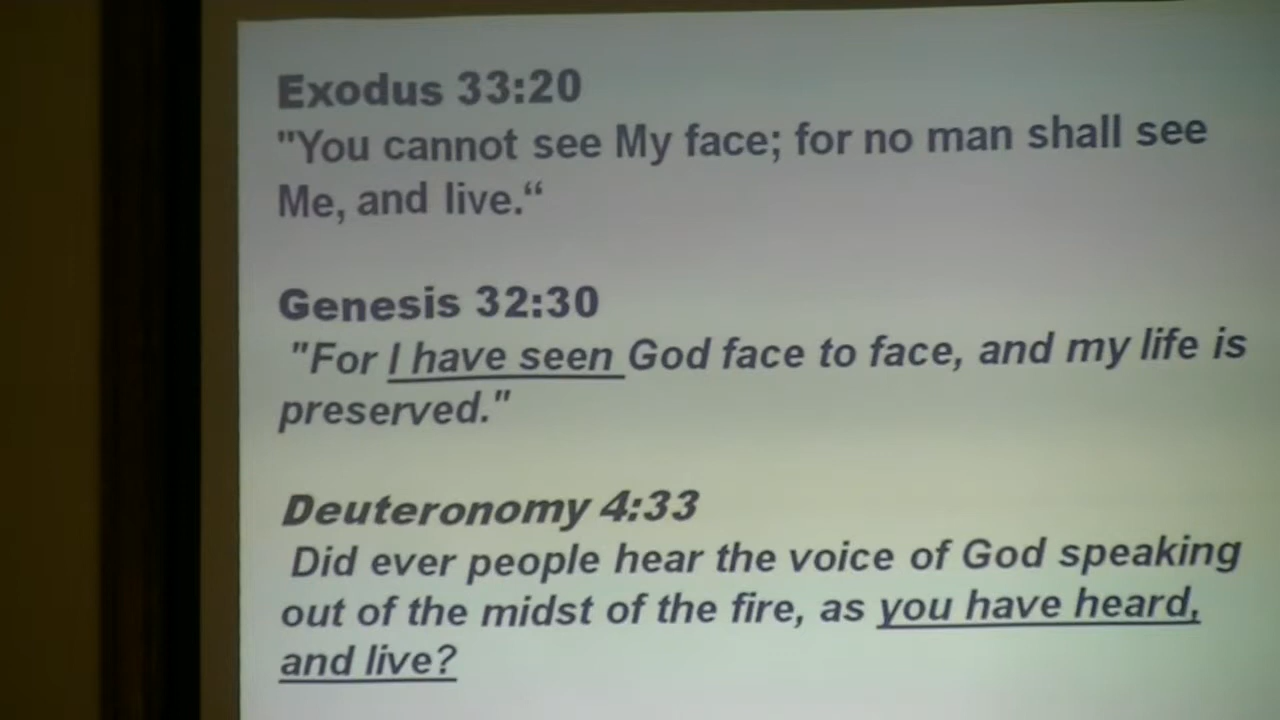 Exodus 33:20
"You cannot see My face; for no man shall see
Me, and live.“
Genesis 32:30
"For I have seen God face to face, and my life is
preserved."
Deuteronomy 4:33
Did ever people hear the voice of God speaking
out of the midst of the fire, as you have heard,
and live?